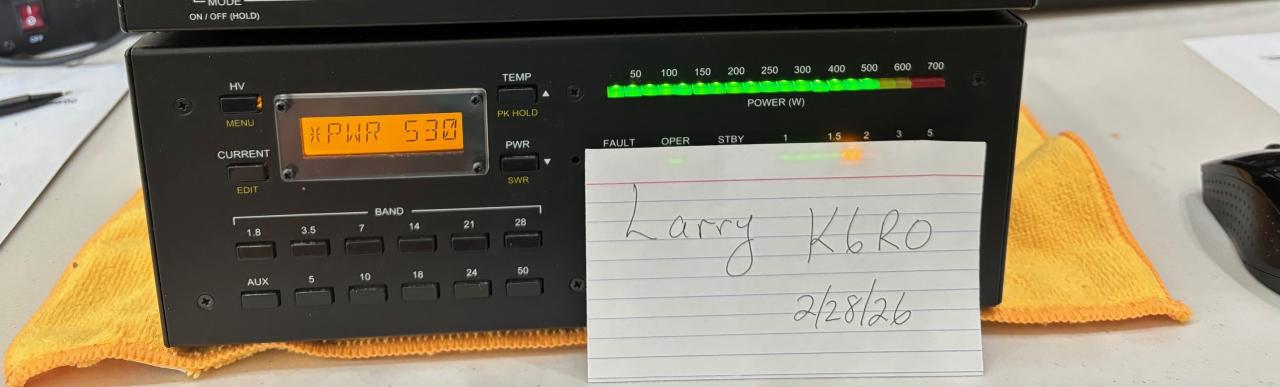 MODE
ON / OFF (HOLD)
OFF
HV
MENU
CURRENT
EDIT
*PWR 530
TEMP
PK HOLD
PWR
SWR
BAND
1.8 3.5 7 14 21 28
AUX 5 10 18 24 50
50 100 150 200 250 300 350 400 450 500 600 700
POWER (W)
FAULT OPER STBY 1 1.5 2 3 5
Larry K6RO
2/28/26